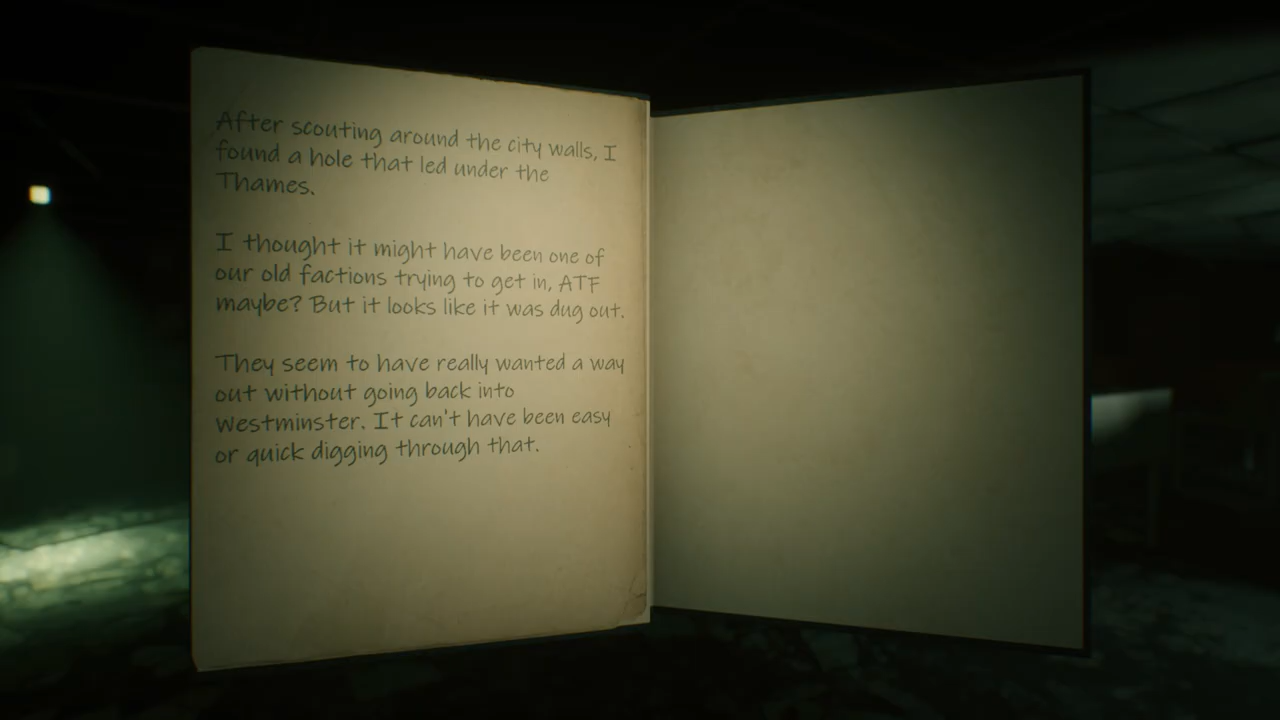 After scouting around the city walls, I
found a hole that led under the
Thames.
I thought it might have been one of
our old factions trying to get in, ATF
maybe? But it looks like it was dug out.
They seem to have really wanted a way
out without going back into
Westminster. It can't have been easy
or quick digging through that.